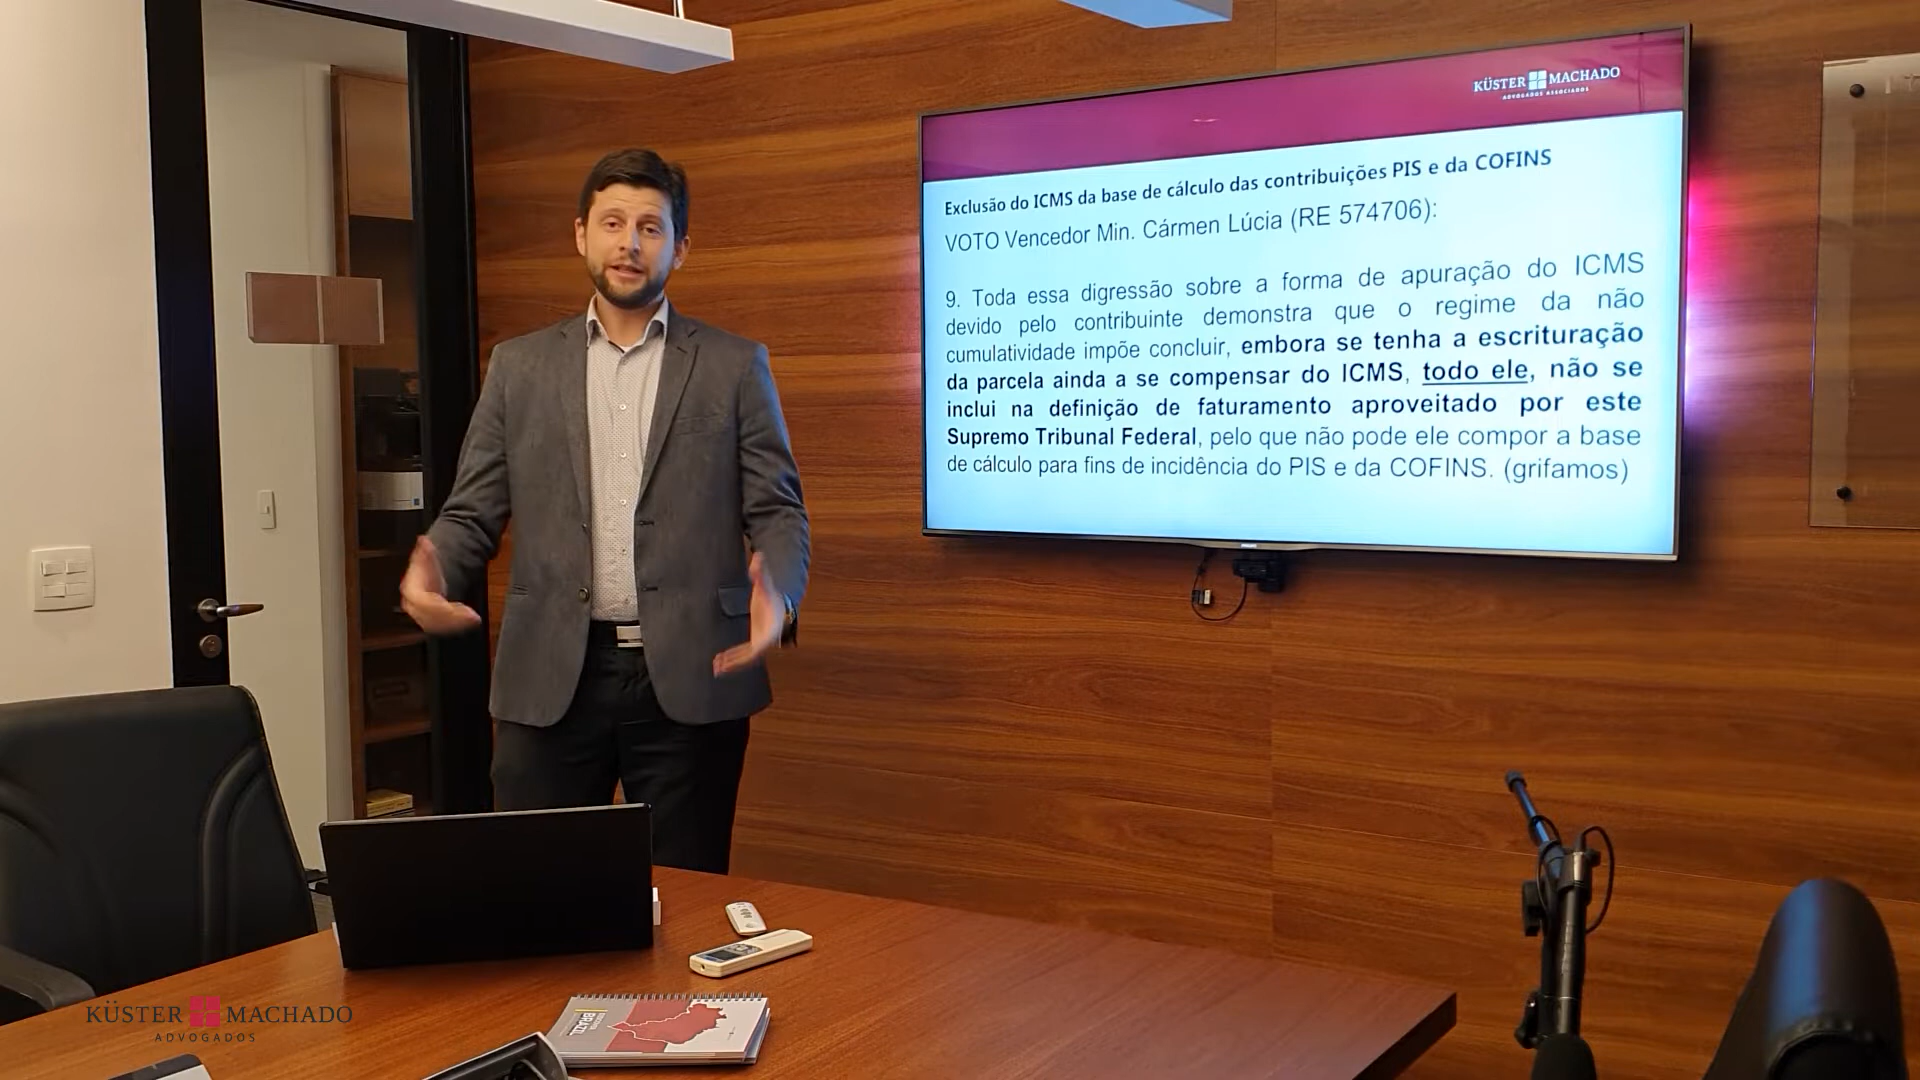 KÜSTER MACHADO
ADVOGADOS ASSOCIADOS
Exclusão do ICMS da base de cálculo das contribuições PIS e da COFINS
VOTO Vencedor Min. Cármen Lúcia (RE 574706):
9. Toda essa digressão sobre a forma de apuração do ICMS
devido pelo contribuinte demonstra que o regime da não
cumulatividade impõe concluir, embora se tenha a escrituração
da parcela ainda a se compensar do ICMS, todo ele, não se
inclui na definição de faturamento aproveitado por este
Supremo Tribunal Federal, pelo que não pode ele compor a base
de cálculo para fins de incidência do PIS e da COFINS. (grifamos)
BRAZIL
KÜSTER MACHADO
ADVOGADOS